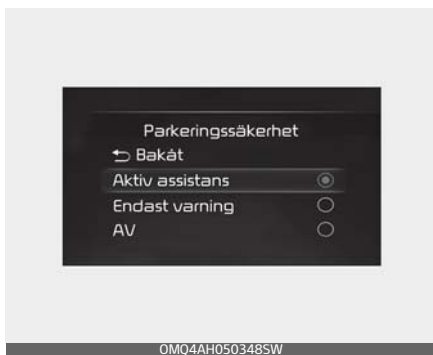 Parkeringssäkerhet
Bakåt
Aktiv assistans
Endast varning
AV
OMQ4AH050348SW